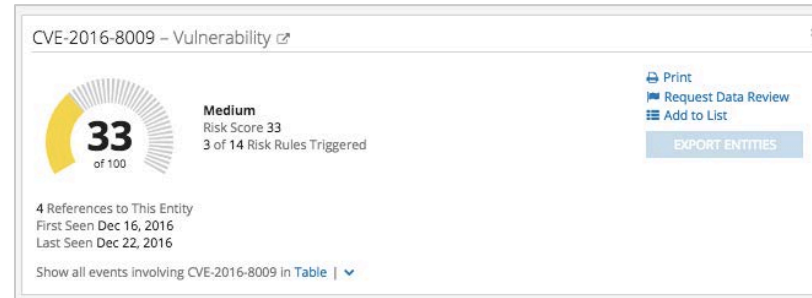 CVE-2016-8009 – Vulnerability
33
of 100
Medium
Risk Score 33
3 of 14 Risk Rules Triggered
Print
Request Data Review
Add to List
EXPORT ENTITIES
4 References to This Entity
First Seen Dec 16, 2016
Last Seen Dec 22, 2016
Show all events involving CVE-2016-8009 in Table |